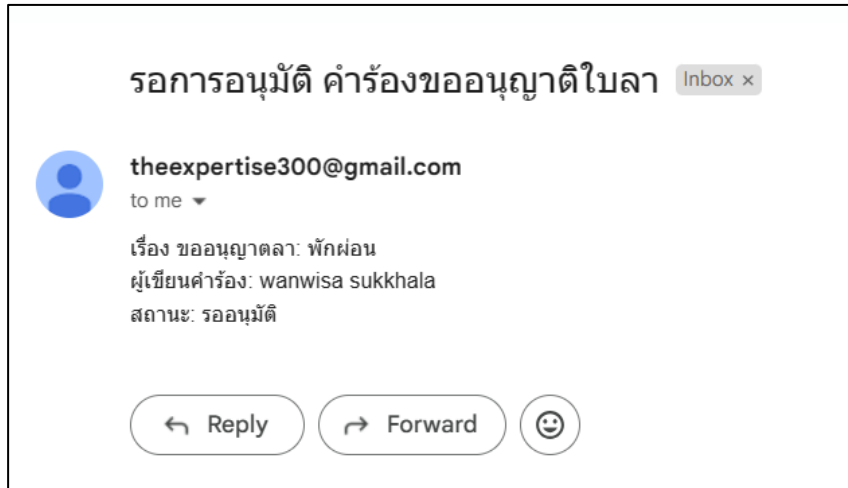 รอการอนุมัติ คำร้องขออนุญาติใบลา Inbox ×
theexpertise300@gmail.com
to me
เรื่อง ขออนุญาตลา: พักผ่อน
ผู้เขียนคำร้อง: wanwisa sukkhala
สถานะ: รออนุมัติ
Reply Forward